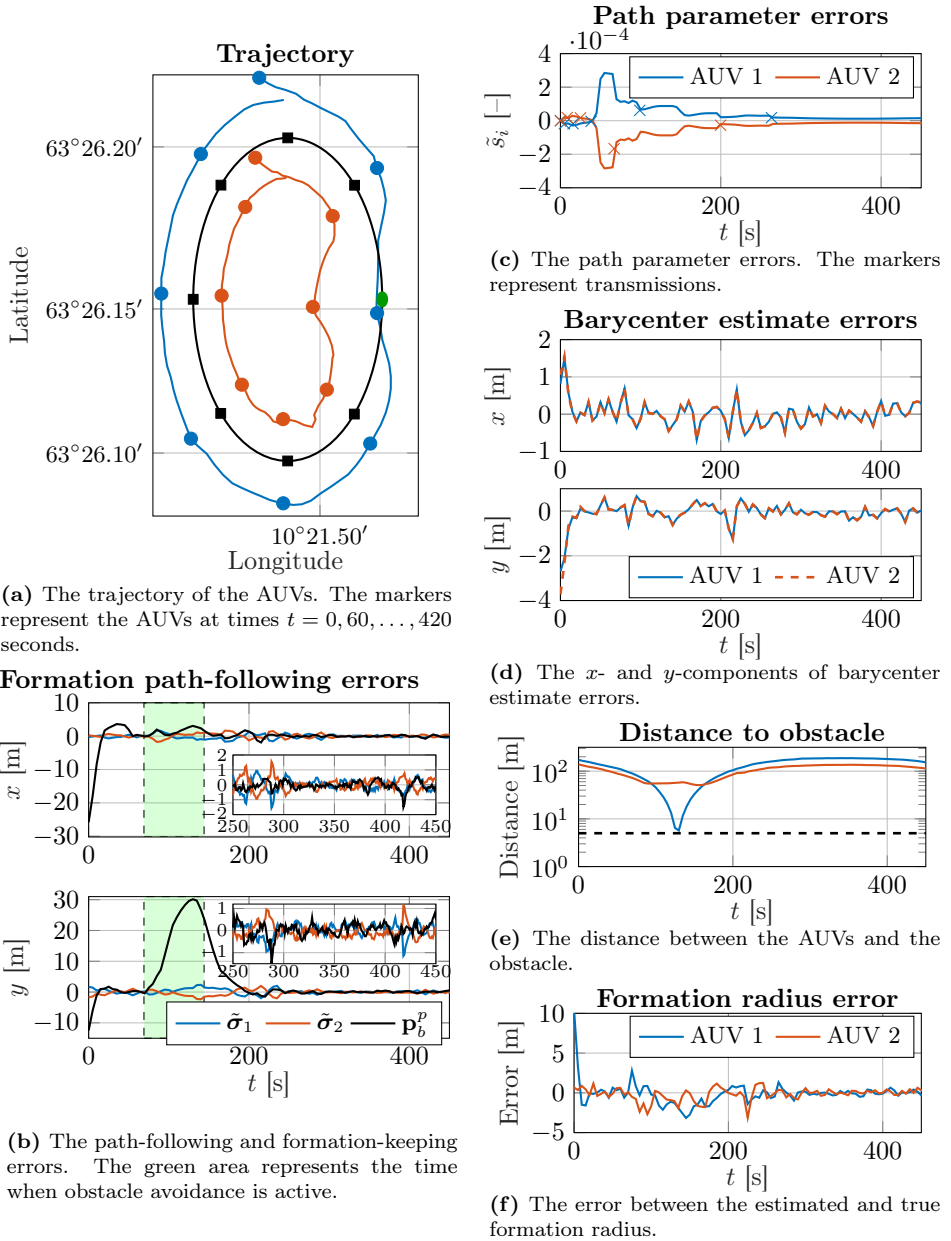 Trajectory
63°26.20′
63°26.15′
63°26.10′
Latitude
10°21.50′
Longitude
(a) The trajectory of the AUVs. The markers
represent the AUVs at times t = 0, 60, . . . , 420
seconds.
Formation path-following errors
10
0
−10
−20
−30
x [m]
0
200
400
2
1
0
−1
−2
250
300
350
400
450
30
20
10
0
−10
y [m]
1
0
−1
250
300
350
400
450
σ̃₁
σ̃₂
p_b^p
0
200
400
t [s]
(b) The path-following and formation-keeping
errors. The green area represents the time
when obstacle avoidance is active.
Path parameter errors
·10⁻⁴
4
2
0
−2
−4
s̃ᵢ [−]
AUV 1
AUV 2
0
200
400
t [s]
(c) The path parameter errors. The markers
represent transmissions.
Barycenter estimate errors
2
1
0
−1
x [m]
0
200
400
0
−2
−4
y [m]
AUV 1
AUV 2
0
200
400
t [s]
(d) The x- and y-components of barycenter
estimate errors.
Distance to obstacle
10²
10¹
10⁰
Distance [m]
0
200
400
t [s]
(e) The distance between the AUVs and the
obstacle.
Formation radius error
10
5
0
−5
Error [m]
AUV 1
AUV 2
0
200
400
t [s]
(f) The error between the estimated and true
formation radius.